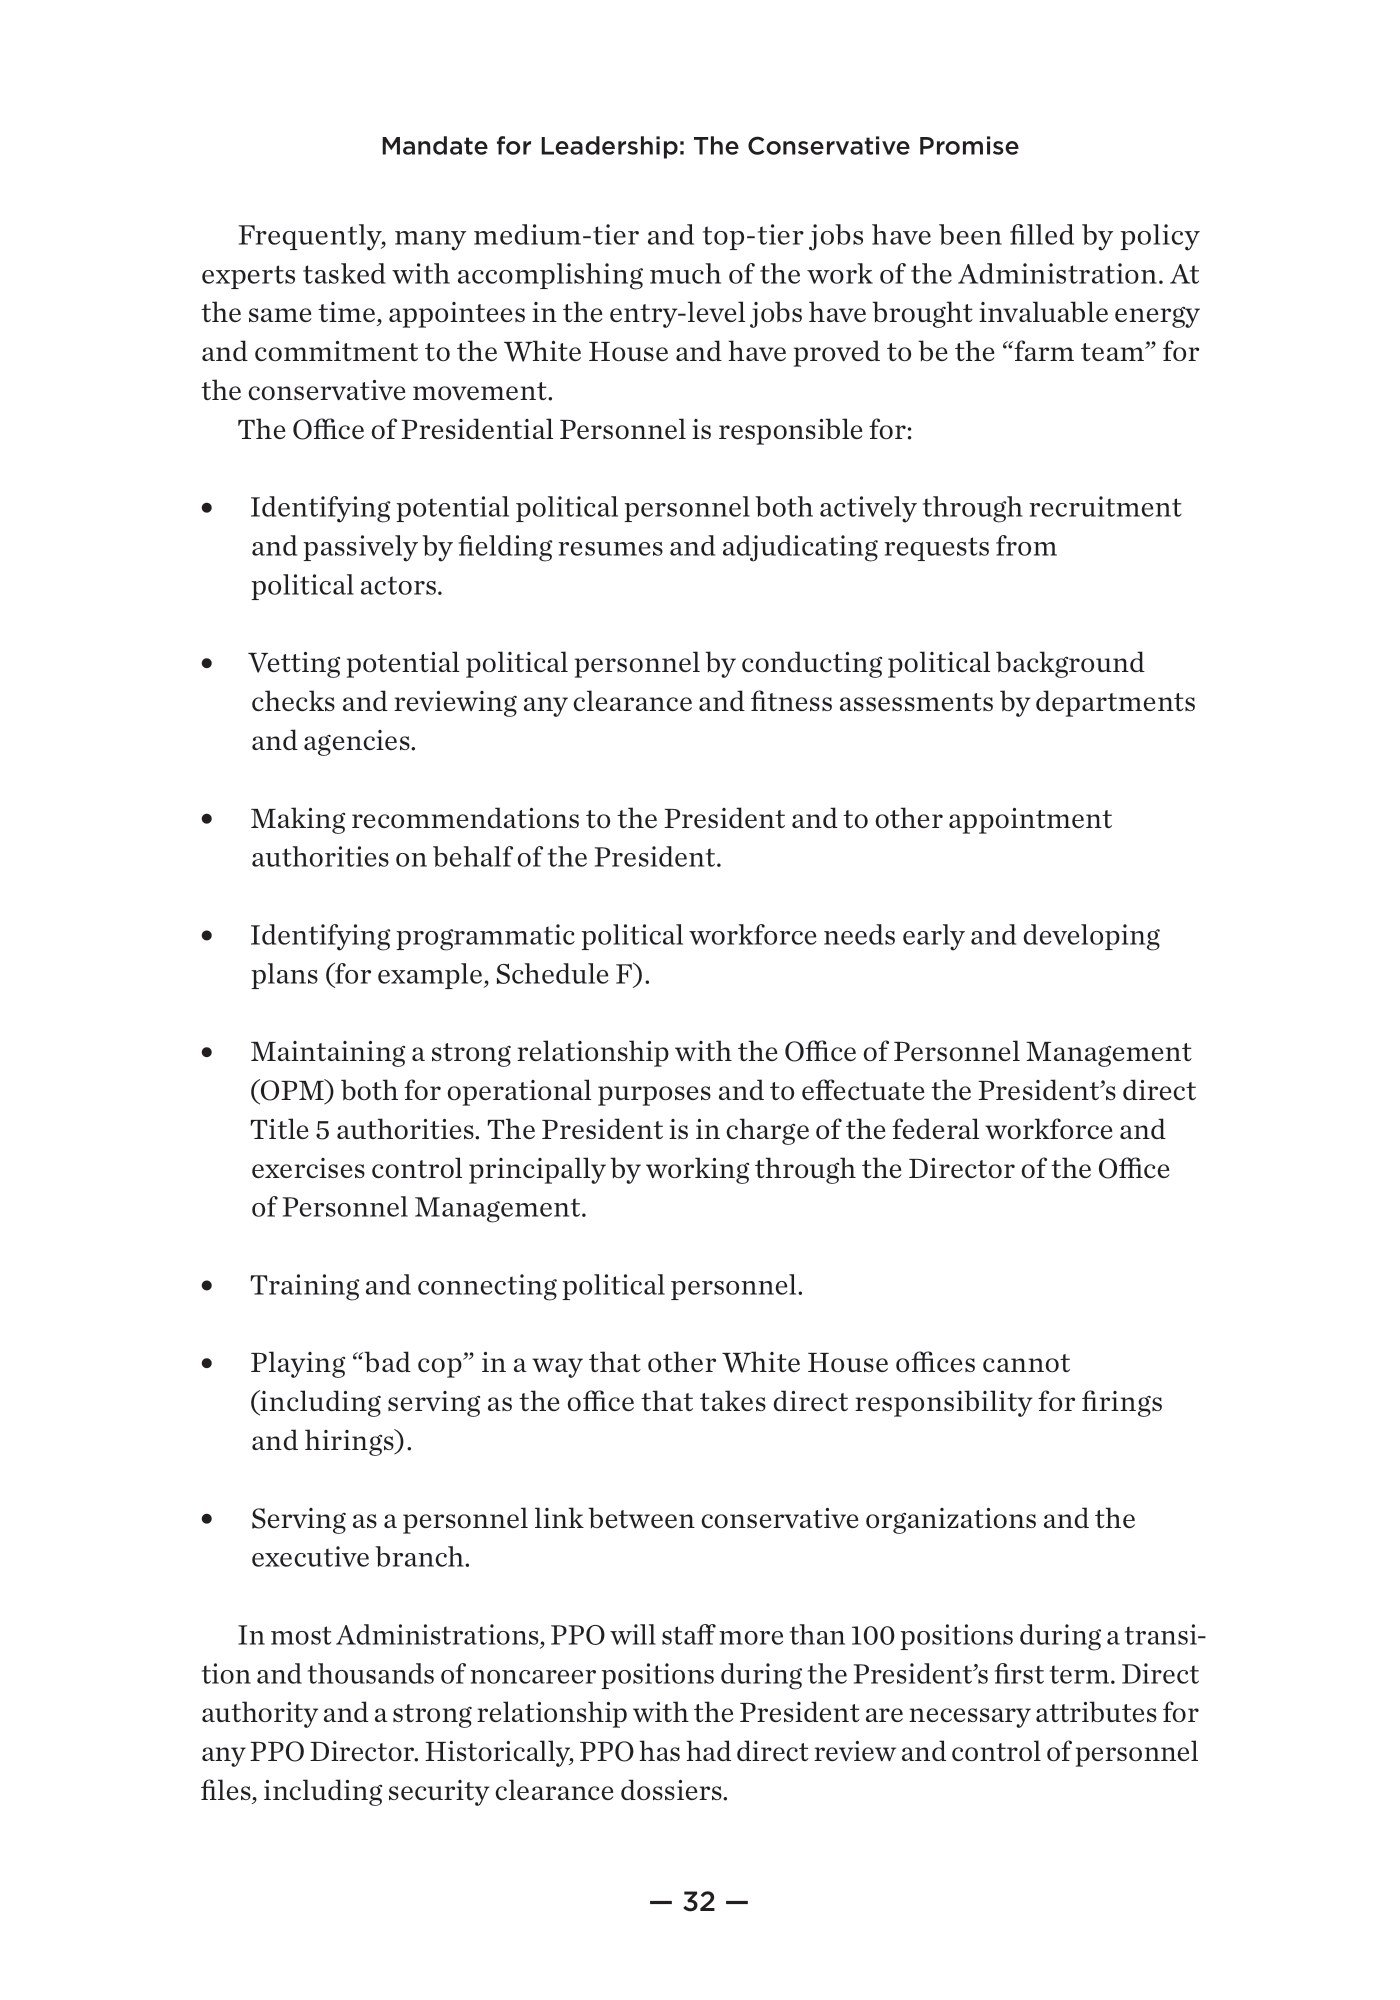 Mandate for Leadership: The Conservative Promise
Frequently, many medium-tier and top-tier jobs have been filled by policy
experts tasked with accomplishing much of the work of the Administration. At
the same time, appointees in the entry-level jobs have brought invaluable energy
and commitment to the White House and have proved to be the “farm team” for
the conservative movement.
The Office of Presidential Personnel is responsible for:
• Identifying potential political personnel both actively through recruitment
and passively by fielding resumes and adjudicating requests from
political actors.
• Vetting potential political personnel by conducting political background
checks and reviewing any clearance and fitness assessments by departments
and agencies.
• Making recommendations to the President and to other appointment
authorities on behalf of the President.
• Identifying programmatic political workforce needs early and developing
plans (for example, Schedule F).
• Maintaining a strong relationship with the Office of Personnel Management
(OPM) both for operational purposes and to effectuate the President’s direct
Title 5 authorities. The President is in charge of the federal workforce and
exercises control principally by working through the Director of the Office
of Personnel Management.
• Training and connecting political personnel.
• Playing “bad cop” in a way that other White House offices cannot
(including serving as the office that takes direct responsibility for firings
and hirings).
• Serving as a personnel link between conservative organizations and the
executive branch.
In most Administrations, PPO will staff more than 100 positions during a transi-
tion and thousands of noncareer positions during the President’s first term. Direct
authority and a strong relationship with the President are necessary attributes for
any PPO Director. Historically, PPO has had direct review and control of personnel
files, including security clearance dossiers.
— 32 —